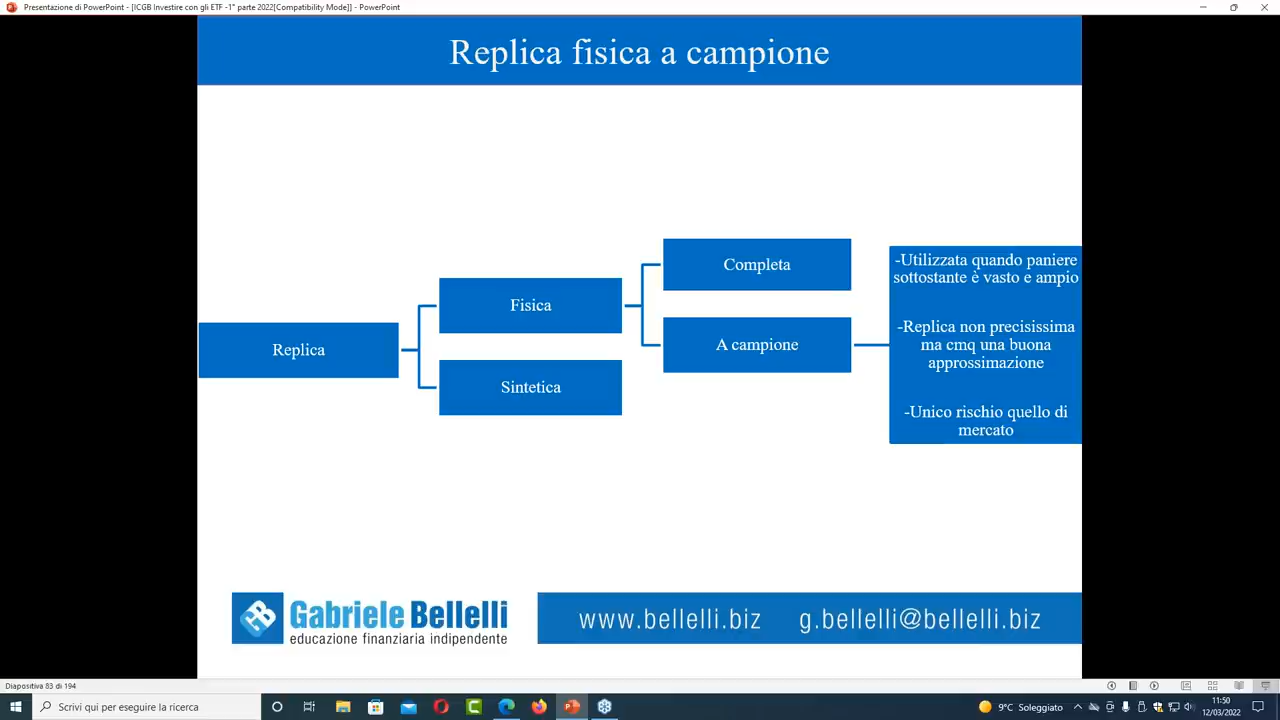 Presentazione di PowerPoint - [ICGB Investire con gli ETF -1° parte 2022[Compatibility Mode]] - PowerPoint
Replica fisica a campione
Completa
-Utilizzata quando paniere
sottostante è vasto e ampio
Fisica
-Replica non precisissima
ma cmq una buona
approssimazione
Replica
A campione
Sintetica
-Unico rischio quello di
mercato
Gabriele Bellelli
educazione finanziaria indipendente
www.bellelli.biz g.bellelli@bellelli.biz
Diapositiva 83 di 194
Scrivi qui per eseguire la ricerca
9°C Soleggiato
11:50
12/03/2022